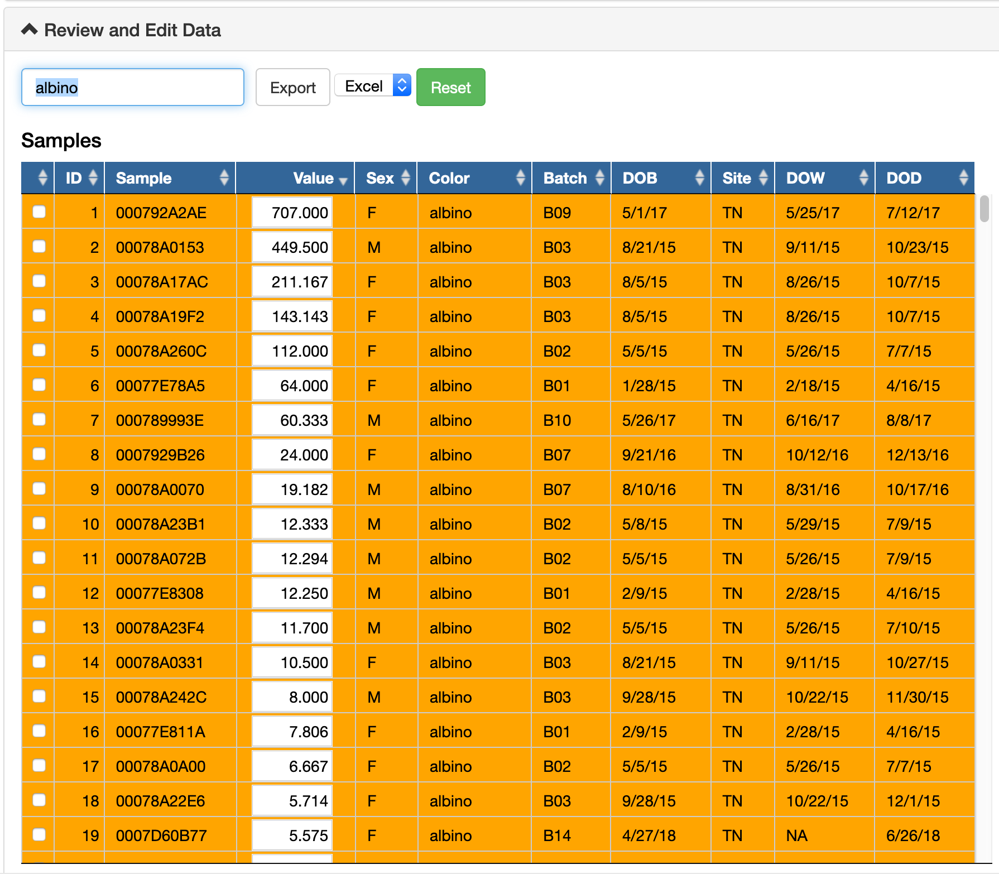 Review and Edit Data
albino Export Excel Reset
Samples
ID Sample Value Sex Color Batch DOB Site DOW DOD
1 000792A2AE 707.000 F albino B09 5/1/17 TN 5/25/17 7/12/17
2 00078A0153 449.500 M albino B03 8/21/15 TN 9/11/15 10/23/15
3 00078A17AC 211.167 F albino B03 8/5/15 TN 8/26/15 10/7/15
4 00078A19F2 143.143 F albino B03 8/5/15 TN 8/26/15 10/7/15
5 00078A260C 112.000 F albino B02 5/5/15 TN 5/26/15 7/7/15
6 00077E78A5 64.000 F albino B01 1/28/15 TN 2/18/15 4/16/15
7 000789993E 60.333 M albino B10 5/26/17 TN 6/16/17 8/8/17
8 0007929B26 24.000 F albino B07 9/21/16 TN 10/12/16 12/13/16
9 00078A0070 19.182 M albino B07 8/10/16 TN 8/31/16 10/17/16
10 00078A23B1 12.333 M albino B02 5/8/15 TN 5/29/15 7/9/15
11 00078A072B 12.294 M albino B02 5/5/15 TN 5/26/15 7/9/15
12 00077E8308 12.250 M albino B01 2/9/15 TN 2/28/15 4/16/15
13 00078A23F4 11.700 M albino B02 5/5/15 TN 5/26/15 7/10/15
14 00078A0331 10.500 F albino B03 8/21/15 TN 9/11/15 10/27/15
15 00078A242C 8.000 M albino B03 9/28/15 TN 10/22/15 11/30/15
16 00077E811A 7.806 F albino B01 2/9/15 TN 2/28/15 4/16/15
17 00078A0A00 6.667 F albino B02 5/5/15 TN 5/26/15 7/7/15
18 00078A22E6 5.714 F albino B03 9/28/15 TN 10/22/15 12/1/15
19 0007D60B77 5.575 F albino B14 4/27/18 TN NA 6/26/18